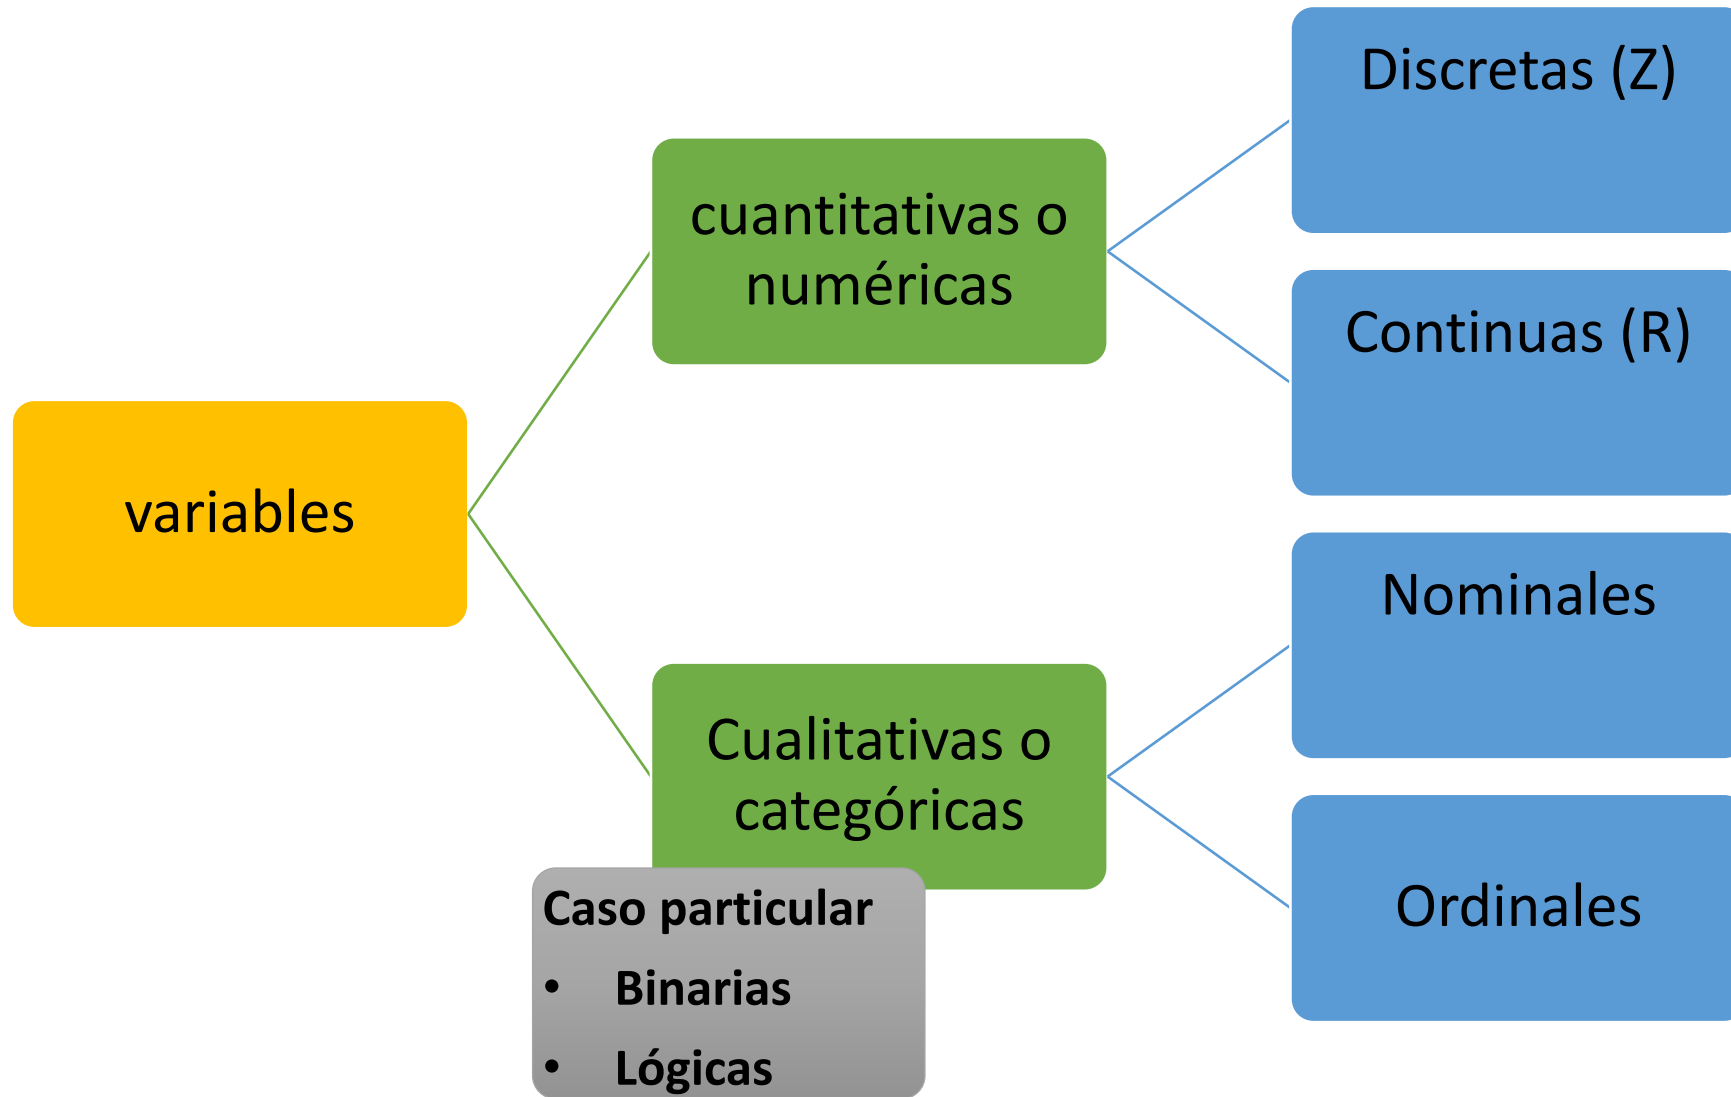 variables
cuantitativas o
numéricas
Discretas (Z)
Continuas (R)
Cualitativas o
categóricas
Nominales
Ordinales
Caso particular
• Binarias
• Lógicas